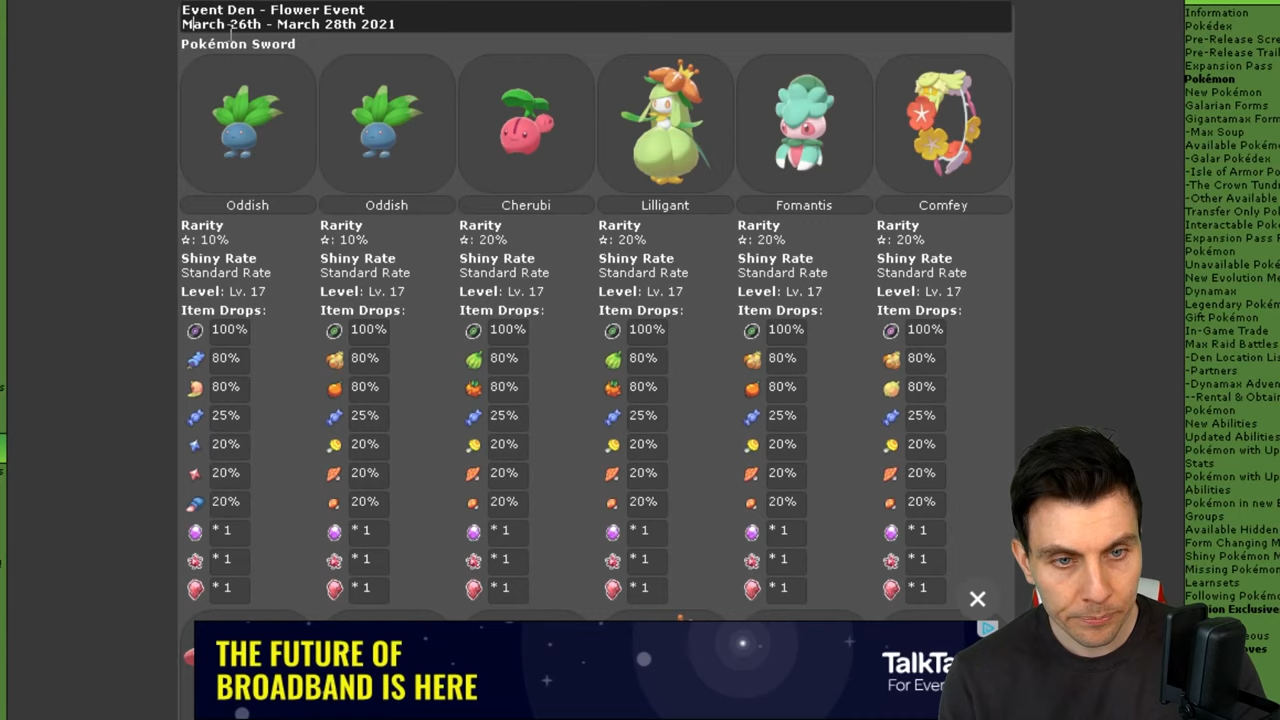 Event Den - Flower Event
March 26th - March 28th 2021
Pokémon Sword
Oddish Oddish Cherubi Lilligant Fomantis Comfey
Rarity Rarity Rarity Rarity Rarity Rarity
☆: 10% ☆: 10% ☆: 20% ☆: 20% ☆: 20% ☆: 20%
Shiny Rate Shiny Rate Shiny Rate Shiny Rate Shiny Rate Shiny Rate
Standard Rate Standard Rate Standard Rate Standard Rate Standard Rate Standard Rate
Level: Lv. 17 Level: Lv. 17 Level: Lv. 17 Level: Lv. 17 Level: Lv. 17 Level: Lv. 17
Item Drops: Item Drops: Item Drops: Item Drops: Item Drops: Item Drops:
100% 100% 100% 100% 100% 100%
80% 80% 80% 80% 80% 80%
80% 80% 80% 80% 80% 80%
25% 25% 25% 25% 25% 25%
20% 20% 20% 20% 20% 20%
20% 20% 20% 20% 20% 20%
20% 20% 20% 20% 20% 20%
* 1 * 1 * 1 * 1 * 1 * 1
* 1 * 1 * 1 * 1 * 1 * 1
* 1 * 1 * 1 * 1 * 1 * 1
THE FUTURE OF
BROADBAND IS HERE
TalkTa
For Ever
Information
Pokédex
Pre-Release Scre
Pre-Release Trail
Expansion Pass
Pokémon
New Pokémon
Galarian Forms
Gigantamax Form
-Max Soup
Available Pokémo
-Galar Pokédex
-Isle of Armor Po
-The Crown Tund
-Other Available
Transfer Only Po
Interactable Poké
Expansion Pass P
Pokémon
Unavailable Poké
New Evolution Me
Dynamax
Legendary Pokém
Gift Pokémon
In-Game Trade
Max Raid Battles
-Den Location Lis
-Partners
-Dynamax Adven
--Rental & Obtain
Pokémon
New Abilities
Updated Abilities
Pokémon with Up
Stats
Pokémon with Up
Abilities
Pokémon in new E
Groups
Available Hidden
Form Changing M
Shiny Pokémon M
Missing Pokémon
Learnsets
Following Pokémo
ion Exclusive
eous
oves